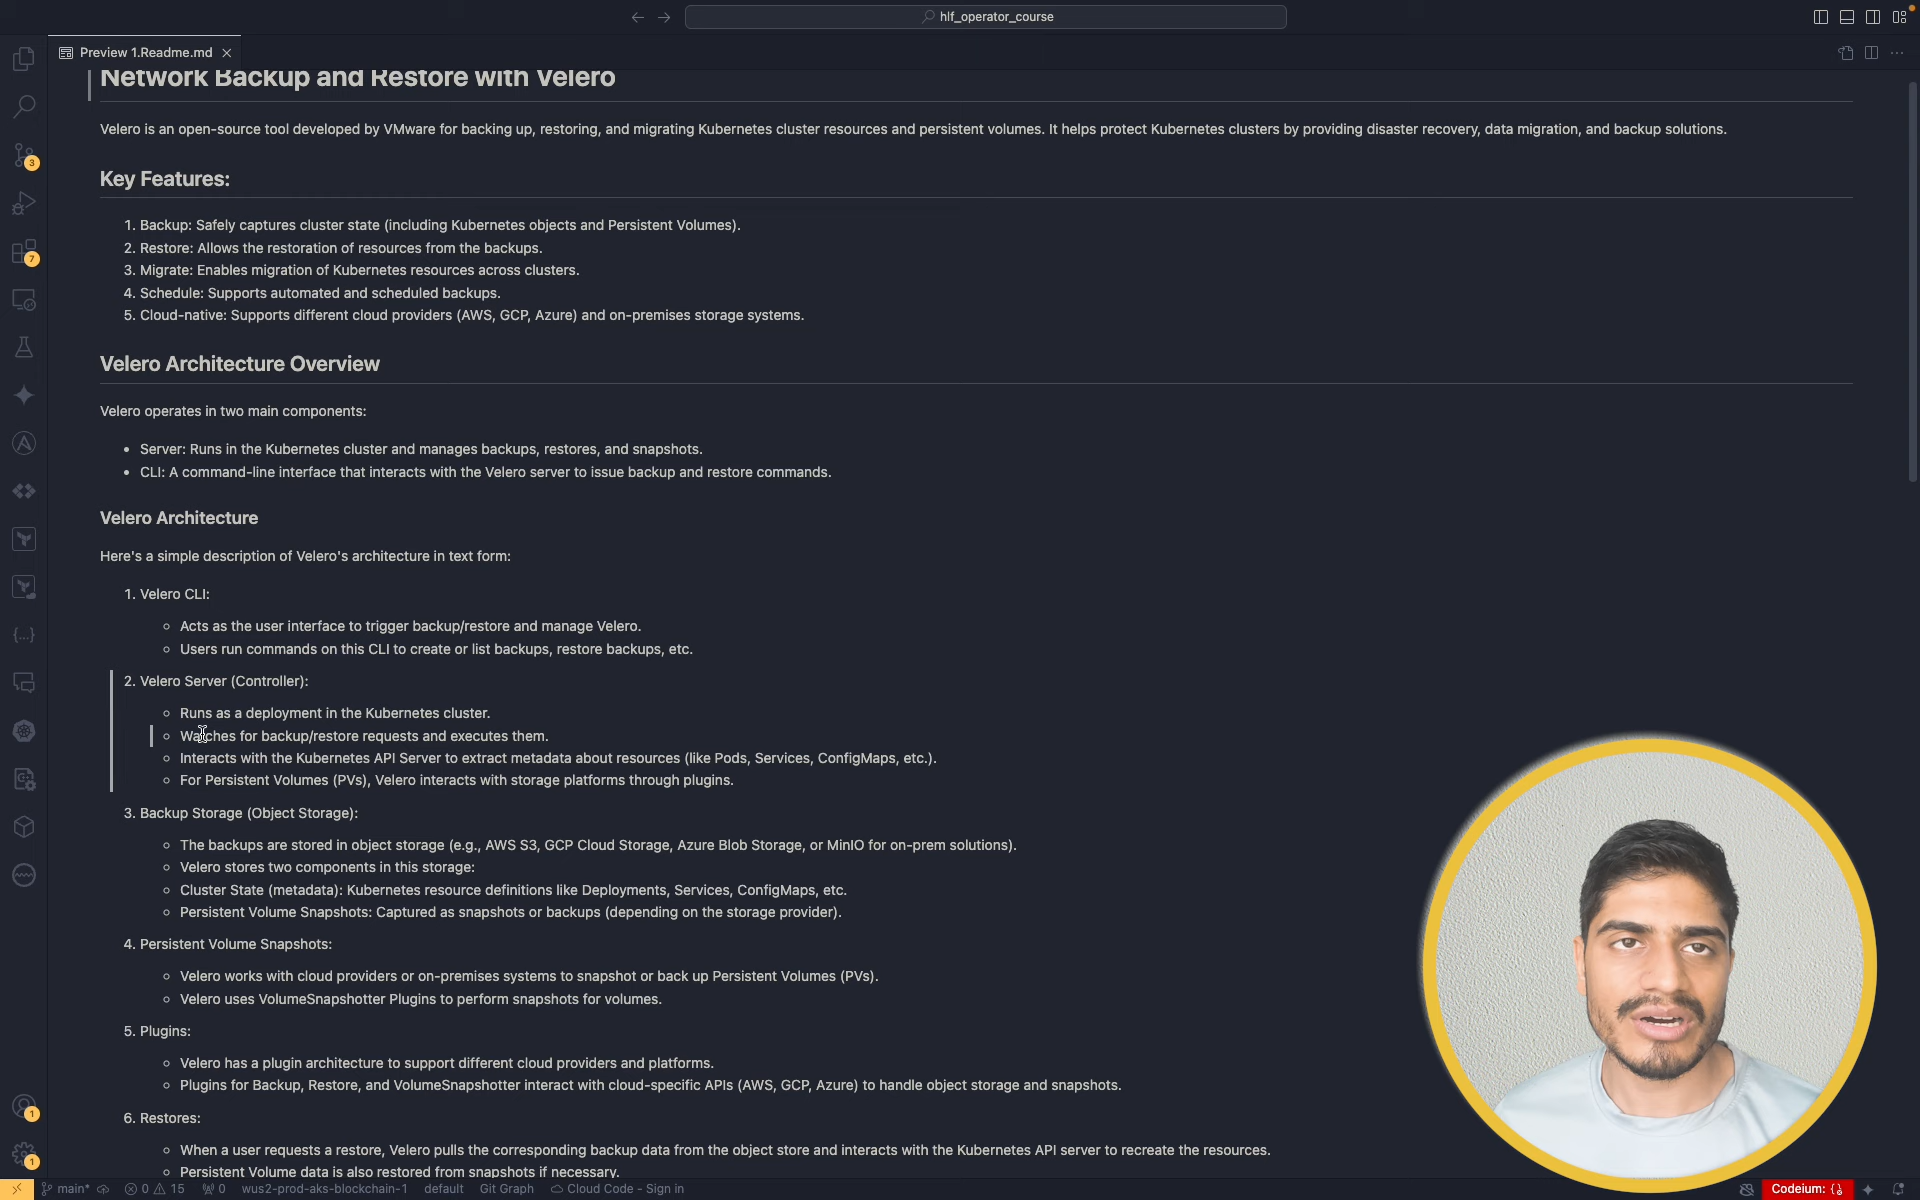 hlf_operator_course
Preview 1.Readme.md
Network Backup and Restore with Velero
Velero is an open-source tool developed by VMware for backing up, restoring, and migrating Kubernetes cluster resources and persistent volumes. It helps protect Kubernetes clusters by providing disaster recovery, data migration, and backup solutions.
Key Features:
1. Backup: Safely captures cluster state (including Kubernetes objects and Persistent Volumes).
2. Restore: Allows the restoration of resources from the backups.
3. Migrate: Enables migration of Kubernetes resources across clusters.
4. Schedule: Supports automated and scheduled backups.
5. Cloud-native: Supports different cloud providers (AWS, GCP, Azure) and on-premises storage systems.
Velero Architecture Overview
Velero operates in two main components:
• Server: Runs in the Kubernetes cluster and manages backups, restores, and snapshots.
• CLI: A command-line interface that interacts with the Velero server to issue backup and restore commands.
Velero Architecture
Here's a simple description of Velero's architecture in text form:
1. Velero CLI:
Acts as the user interface to trigger backup/restore and manage Velero.
Users run commands on this CLI to create or list backups, restore backups, etc.
2. Velero Server (Controller):
Runs as a deployment in the Kubernetes cluster.
Watches for backup/restore requests and executes them.
Interacts with the Kubernetes API Server to extract metadata about resources (like Pods, Services, ConfigMaps, etc.).
For Persistent Volumes (PVs), Velero interacts with storage platforms through plugins.
3. Backup Storage (Object Storage):
The backups are stored in object storage (e.g., AWS S3, GCP Cloud Storage, Azure Blob Storage, or MinIO for on-prem solutions).
Velero stores two components in this storage:
Cluster State (metadata): Kubernetes resource definitions like Deployments, Services, ConfigMaps, etc.
Persistent Volume Snapshots: Captured as snapshots or backups (depending on the storage provider).
4. Persistent Volume Snapshots:
Velero works with cloud providers or on-premises systems to snapshot or back up Persistent Volumes (PVs).
Velero uses VolumeSnapshotter Plugins to perform snapshots for volumes.
5. Plugins:
Velero has a plugin architecture to support different cloud providers and platforms.
Plugins for Backup, Restore, and VolumeSnapshotter interact with cloud-specific APIs (AWS, GCP, Azure) to handle object storage and snapshots.
6. Restores:
When a user requests a restore, Velero pulls the corresponding backup data from the object store and interacts with the Kubernetes API server to recreate the resources.
Persistent Volume data is also restored from snapshots if necessary.
3
7
1
1
main* 0 15 0 wus2-prod-aks-blockchain-1 default Git Graph Cloud Code - Sign in Codeium: {}